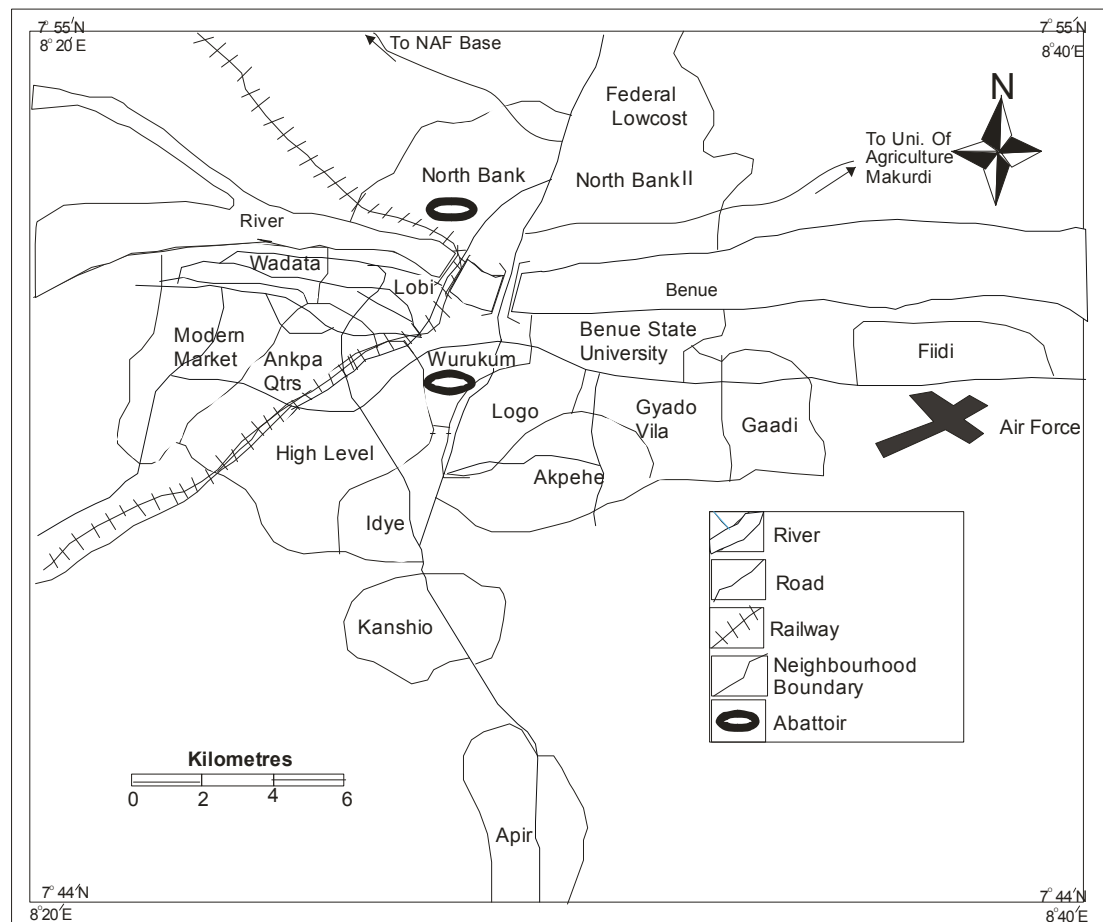 7° 55′ N
8° 20′ E
7° 55′ N
8° 40′ E
To NAF Base
Federal
Lowcost
N
To Uni. Of
Agriculture
Makurdi
North Bank
North Bank II
River
Wadata
Lobi
Benue
Modern
Market
Ankpa
Qtrs
Wurukum
Benue State
University
Fiidi
Logo
Gyado
Vila
Gaadi
Air Force
High Level
Akpehe
Idye
Kanshio
Apir
River
Road
Railway
Neighbourhood
Boundary
Abattoir
Kilometres
0 2 4 6
7° 44′ N
8° 20′ E
7° 44′ N
8° 40′ E